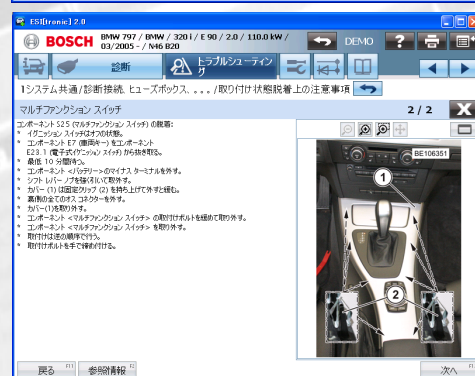 ESI[tronic] 2.0
BOSCH
BMW 797 / BMW / 320 i / E 90 / 2.0 / 110.0 kW /
03/2005 - / N46 B20
DEMO
?
診断
トラブルシューティン
グ
1システム共通/診断接続, ヒューズボックス、. . . /取り付け状態脱着上の注意事項
マルチファンクション スイッチ
2 / 2
X
コンポーネント S25 (マルチファンクション スイッチ) の脱着:
* イグニッション スイッチはオフの状態。
* コンポーネント E7 (車両キー) をコンポーネント
E23.1 (電子式イグニッション スイッチ) から抜き取る。
* 最低 10 分間待つ。
* コンポーネント <バッテリー>のマイナス ターミナルを外す。
* シフト レバー ノブを強く引いて取外す。
* カバー (1) は固定クリップ (2) を持ち上げて外すと緩む。
* 裏側の全てのオス コネクターを外す。
* カバー(1)を取り外す。
* コンポーネント <マルチファンクション スイッチ> の取付けボルトを緩めて取り外す。
* コンポーネント <マルチファンクション スイッチ> を取り外す。
* 取付けは逆の順序で行う。
* 取付けボルトを手で締め付ける。
BE106351
1
2
戻る F11
参照情報 F2
次へ